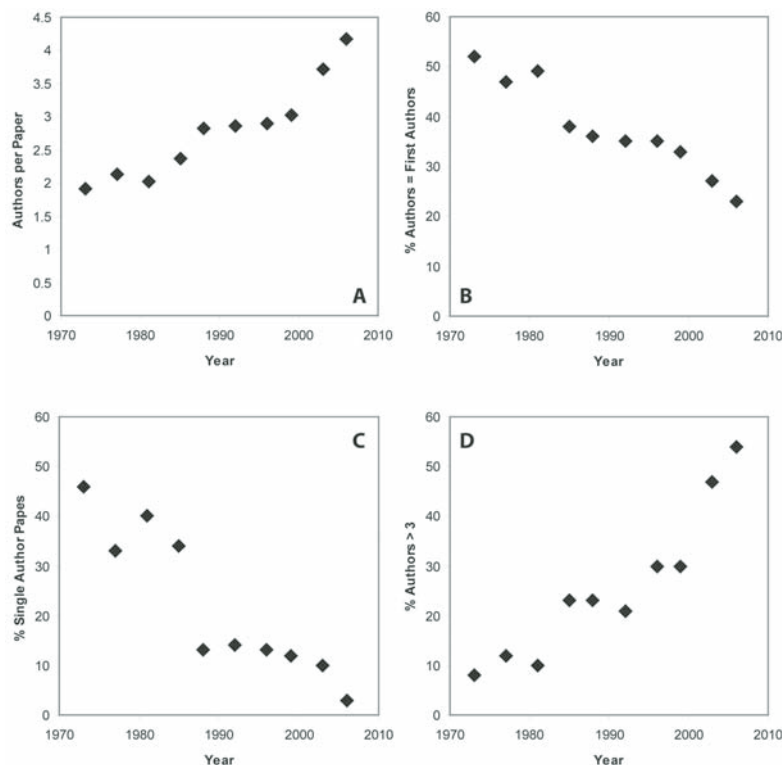 4.5
4
3.5
3
2.5
2
1.5
1
0.5
0
Authors per Paper
A
1970 1980 1990 2000 2010
Year
60
50
40
30
20
10
0
% Authors = First Authors
B
1970 1980 1990 2000 2010
Year
60
50
40
30
20
10
0
% Single Author Papes
C
1970 1980 1990 2000 2010
Year
60
50
40
30
20
10
0
% Authors > 3
D
1970 1980 1990 2000 2010
Year